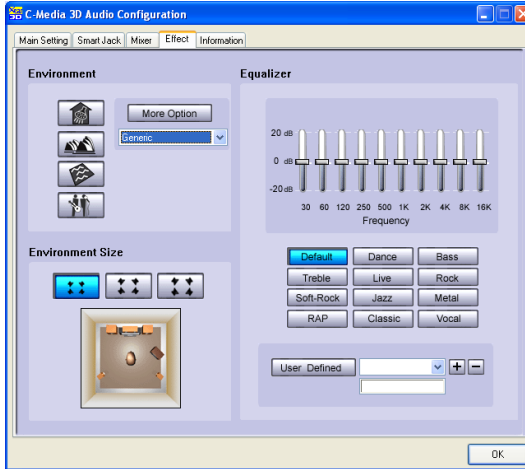 C-Media 3D Audio Configuration
Main Setting Smart Jack Mixer Effect Information
Environment
More Option
Generic
Environment Size
Equalizer
20 dB
0 dB
-20 dB
30 60 120 250 500 1K 2K 4K 8K 16K
Frequency
Default Dance Bass
Treble Live Rock
Soft-Rock Jazz Metal
RAP Classic Vocal
User Defined
OK